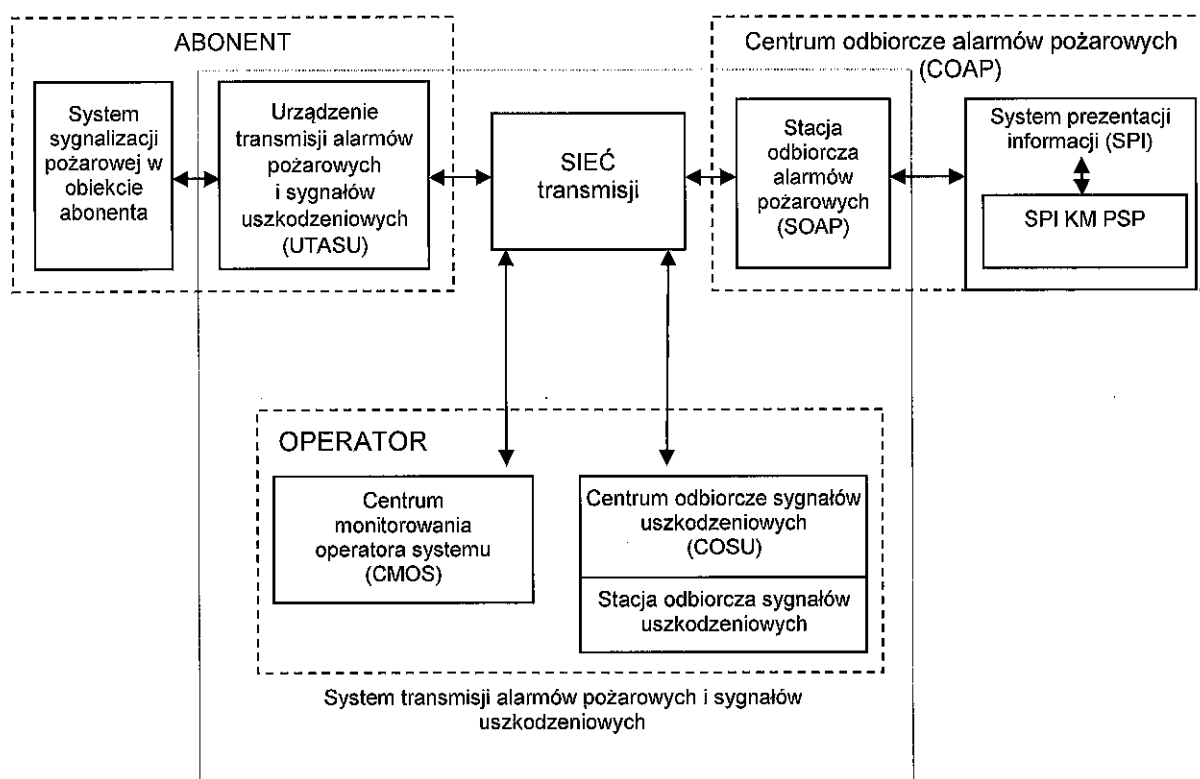 ABONENT
System
sygnalizacji
pożarowej w
obiekcie
abonenta
Urządzenie
transmisji alarmów
pożarowych
i sygnałów
uszkodzeniowych
(UTASU)
SIEĆ
transmisji
Centrum odbiorcze alarmów pożarowych
(COAP)
Stacja
odbiorcza
alarmów
pożarowych
(SOAP)
System prezentacji
informacji (SPI)
SPI KM PSP
OPERATOR
Centrum
monitorowania
operatora systemu
(CMOS)
Centrum odbiorcze sygnałów
uszkodzeniowych
(COSU)
Stacja odbiorcza sygnałów
uszkodzeniowych
System transmisji alarmów pożarowych i sygnałów
uszkodzeniowych